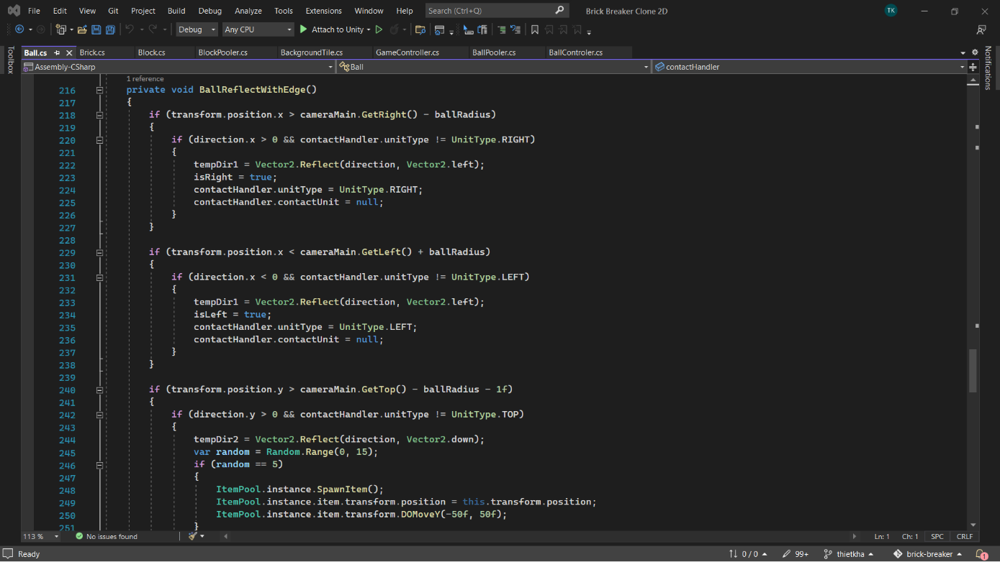 File Edit View Git Project Build Debug Analyze Tools Extensions Window Help Search (Ctrl+Q) Brick Breaker Clone 2D TK
Debug Any CPU Attach to Unity
Toolbox
Ball.cs Brick.cs Block.cs BlockPooler.cs BackgroundTile.cs GameController.cs BallPooler.cs BallControler.cs
Notifications
Assembly-CSharp Ball contactHandler
1 reference
216 private void BallReflectWithEdge()
217 {
218 if (transform.position.x > cameraMain.GetRight() - ballRadius)
219 {
220 if (direction.x > 0 && contactHandler.unitType != UnitType.RIGHT)
221 {
222 tempDir1 = Vector2.Reflect(direction, Vector2.left);
223 isRight = true;
224 contactHandler.unitType = UnitType.RIGHT;
225 contactHandler.contactUnit = null;
226 }
227 }
228
229 if (transform.position.x < cameraMain.GetLeft() + ballRadius)
230 {
231 if (direction.x < 0 && contactHandler.unitType != UnitType.LEFT)
232 {
233 tempDir1 = Vector2.Reflect(direction, Vector2.left);
234 isLeft = true;
235 contactHandler.unitType = UnitType.LEFT;
236 contactHandler.contactUnit = null;
237 }
238 }
239
240 if (transform.position.y > cameraMain.GetTop() - ballRadius - 1f)
241 {
242 if (direction.y > 0 && contactHandler.unitType != UnitType.TOP)
243 {
244 tempDir2 = Vector2.Reflect(direction, Vector2.down);
245 var random = Random.Range(0, 15);
246 if (random == 5)
247 {
248 ItemPool.instance.SpawnItem();
249 ItemPool.instance.item.transform.position = this.transform.position;
250 ItemPool.instance.item.transform.DOMoveY(-50f, 50f);
251 }
113 % No issues found Ln: 1 Ch: 1 SPC CRLF
Ready 0 / 0 99+ thietkha brick-breaker 1